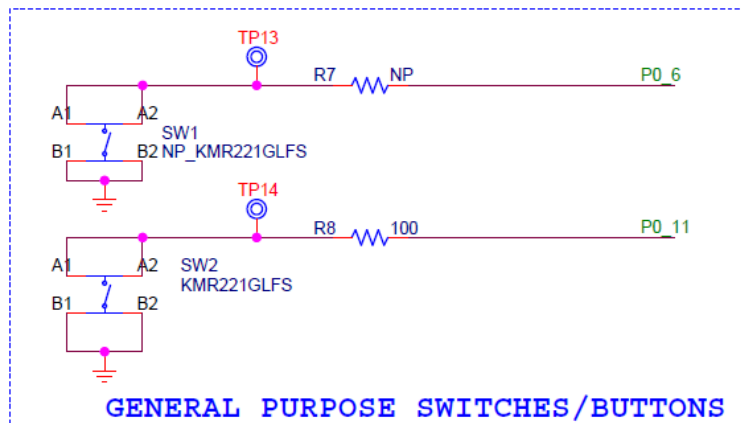 TP13
R7 NP P0_6
A1 A2
SW1
B1 B2 NP_KMR221GLFS
TP14
R8 100 P0_11
A1 A2 SW2
KMR221GLFS
B1 B2
GENERAL PURPOSE SWITCHES/BUTTONS